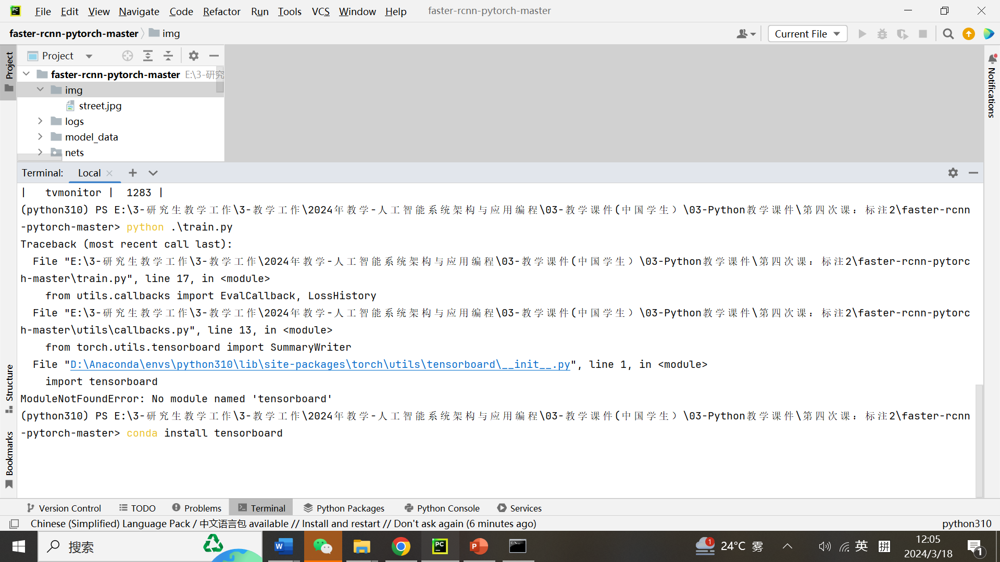 File Edit View Navigate Code Refactor Run Tools VCS Window Help faster-rcnn-pytorch-master
faster-rcnn-pytorch-master img
Current File
Project
Project
faster-rcnn-pytorch-master E:\3-研究
img
street.jpg
logs
model_data
nets
Notifications
Terminal: Local
| tvmonitor | 1283 |
(python310) PS E:\3-研究生教学工作\3-教学工作\2024年教学-人工智能系统架构与应用编程\03-教学课件(中国学生）\03-Python教学课件\第四次课：标注2\faster-rcnn
-pytorch-master> python .\train.py
Traceback (most recent call last):
File "E:\3-研究生教学工作\3-教学工作\2024年教学-人工智能系统架构与应用编程\03-教学课件(中国学生）\03-Python教学课件\第四次课：标注2\faster-rcnn-pytorc
h-master\train.py", line 17, in <module>
from utils.callbacks import EvalCallback, LossHistory
File "E:\3-研究生教学工作\3-教学工作\2024年教学-人工智能系统架构与应用编程\03-教学课件(中国学生）\03-Python教学课件\第四次课：标注2\faster-rcnn-pytorc
h-master\utils\callbacks.py", line 13, in <module>
from torch.utils.tensorboard import SummaryWriter
File "D:\Anaconda\envs\python310\lib\site-packages\torch\utils\tensorboard\__init__.py", line 1, in <module>
import tensorboard
ModuleNotFoundError: No module named 'tensorboard'
(python310) PS E:\3-研究生教学工作\3-教学工作\2024年教学-人工智能系统架构与应用编程\03-教学课件(中国学生）\03-Python教学课件\第四次课：标注2\faster-rcnn
-pytorch-master> conda install tensorboard
Structure
Bookmarks
Version Control TODO Problems Terminal Python Packages Python Console Services
Chinese (Simplified) Language Pack / 中文语言包 available // Install and restart // Don't ask again (6 minutes ago) python310
搜索
1 24°C 雾 英 拼 12:05 1
2024/3/18